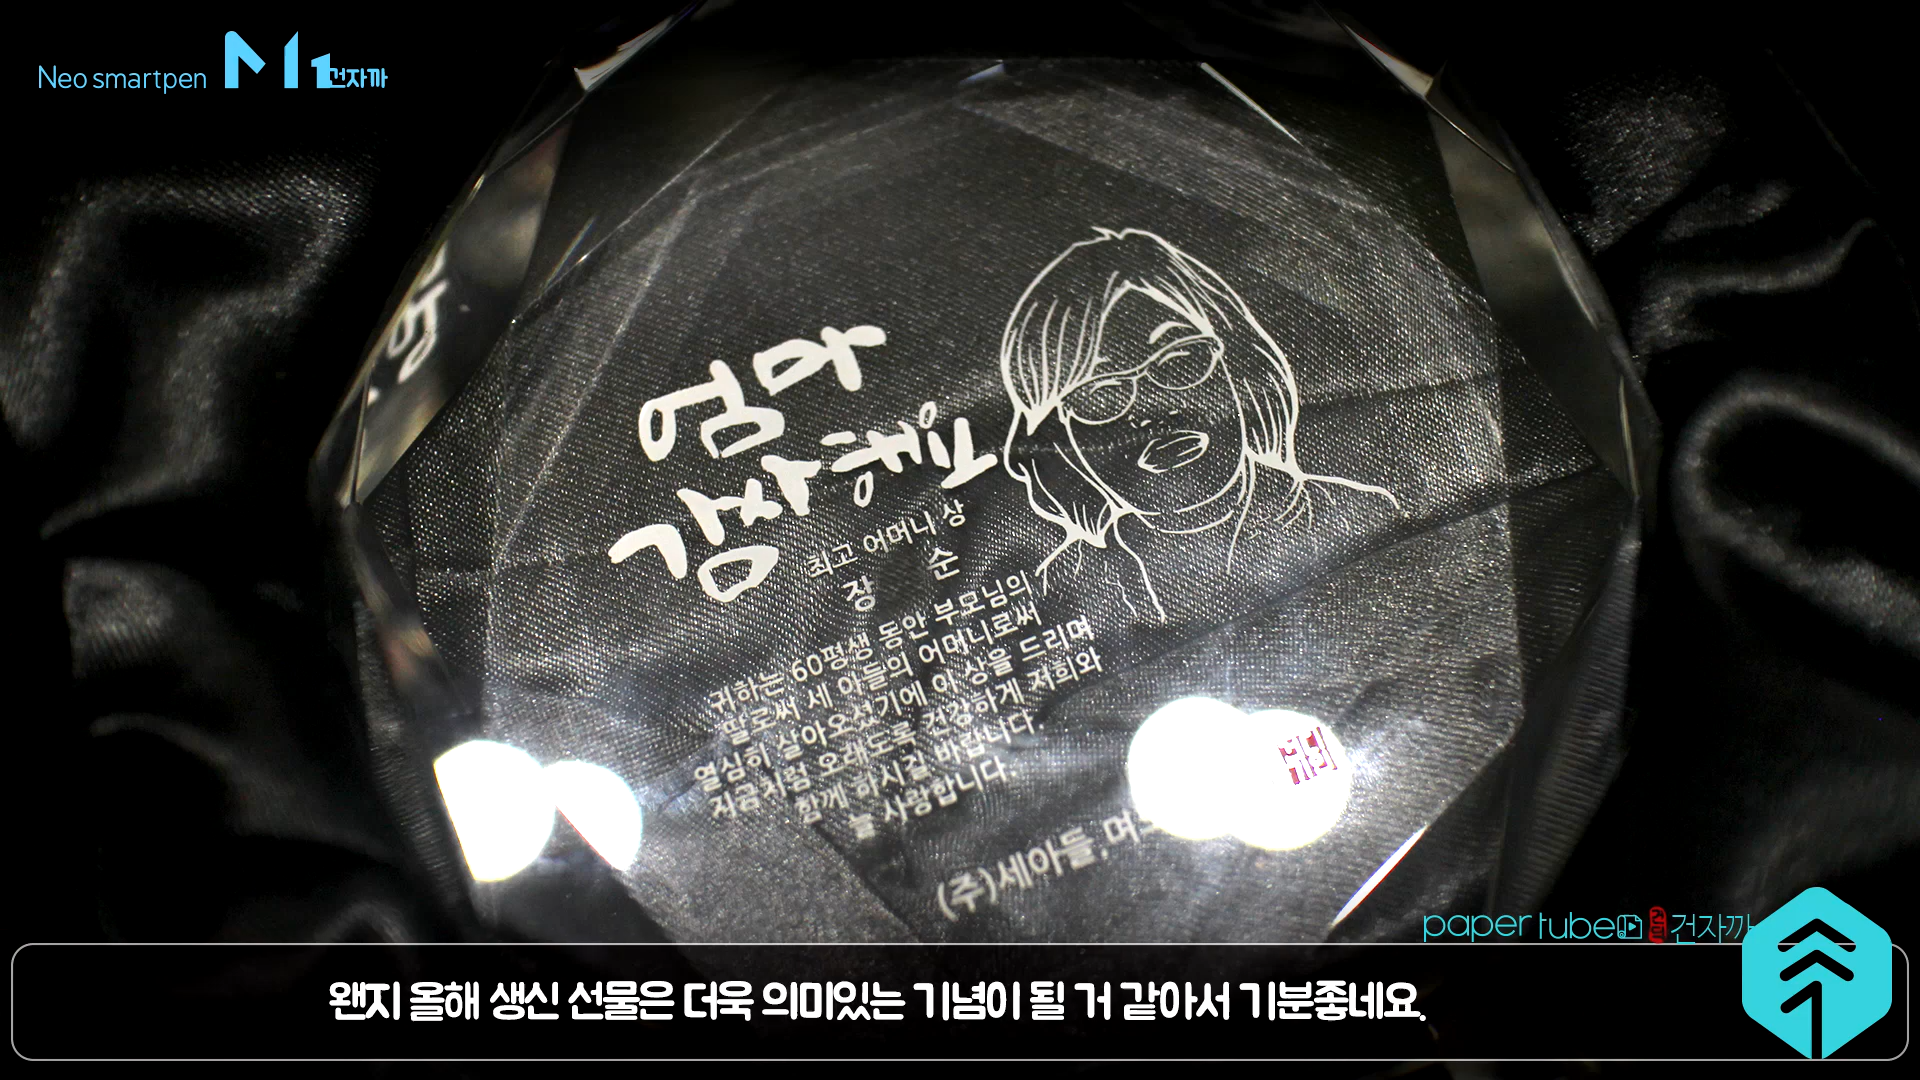 Neo smartpen M1 건자까
엄마
감사해요
최고 어머니 상
장 순
귀하는 60평생 동안 부모님의
딸로써 세 아들의 어머니로써
열심히 살아오셨기에 이 상을 드리며
지금처럼 오래도록 건강하게 저희와
함께 하시길 바랍니다.
늘 사랑합니다.
(주)세아들,며
paper tube 건자까
왠지 올해 생신 선물은 더욱 의미있는 기념이 될 거 같아서 기분좋네요.